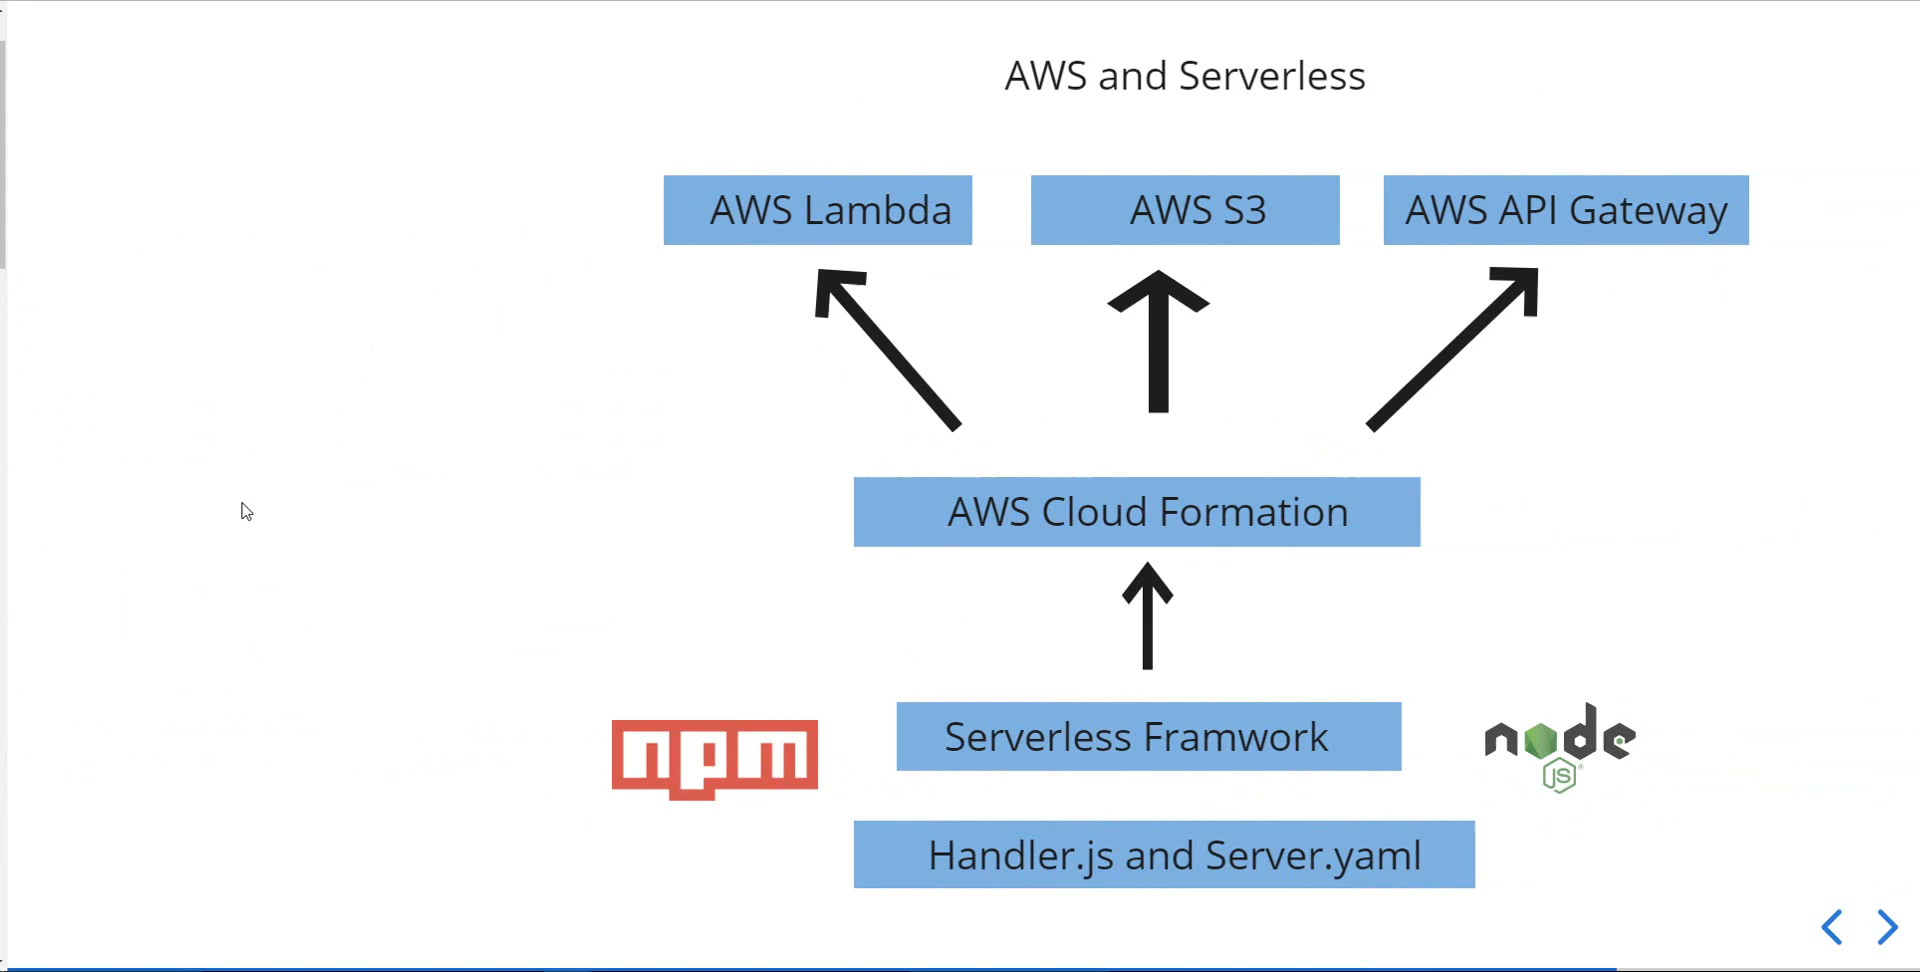 AWS and Serverless
AWS Lambda
AWS S3
AWS API Gateway
AWS Cloud Formation
npm
Serverless Framwork
node
JS
Handler.js and Server.yaml